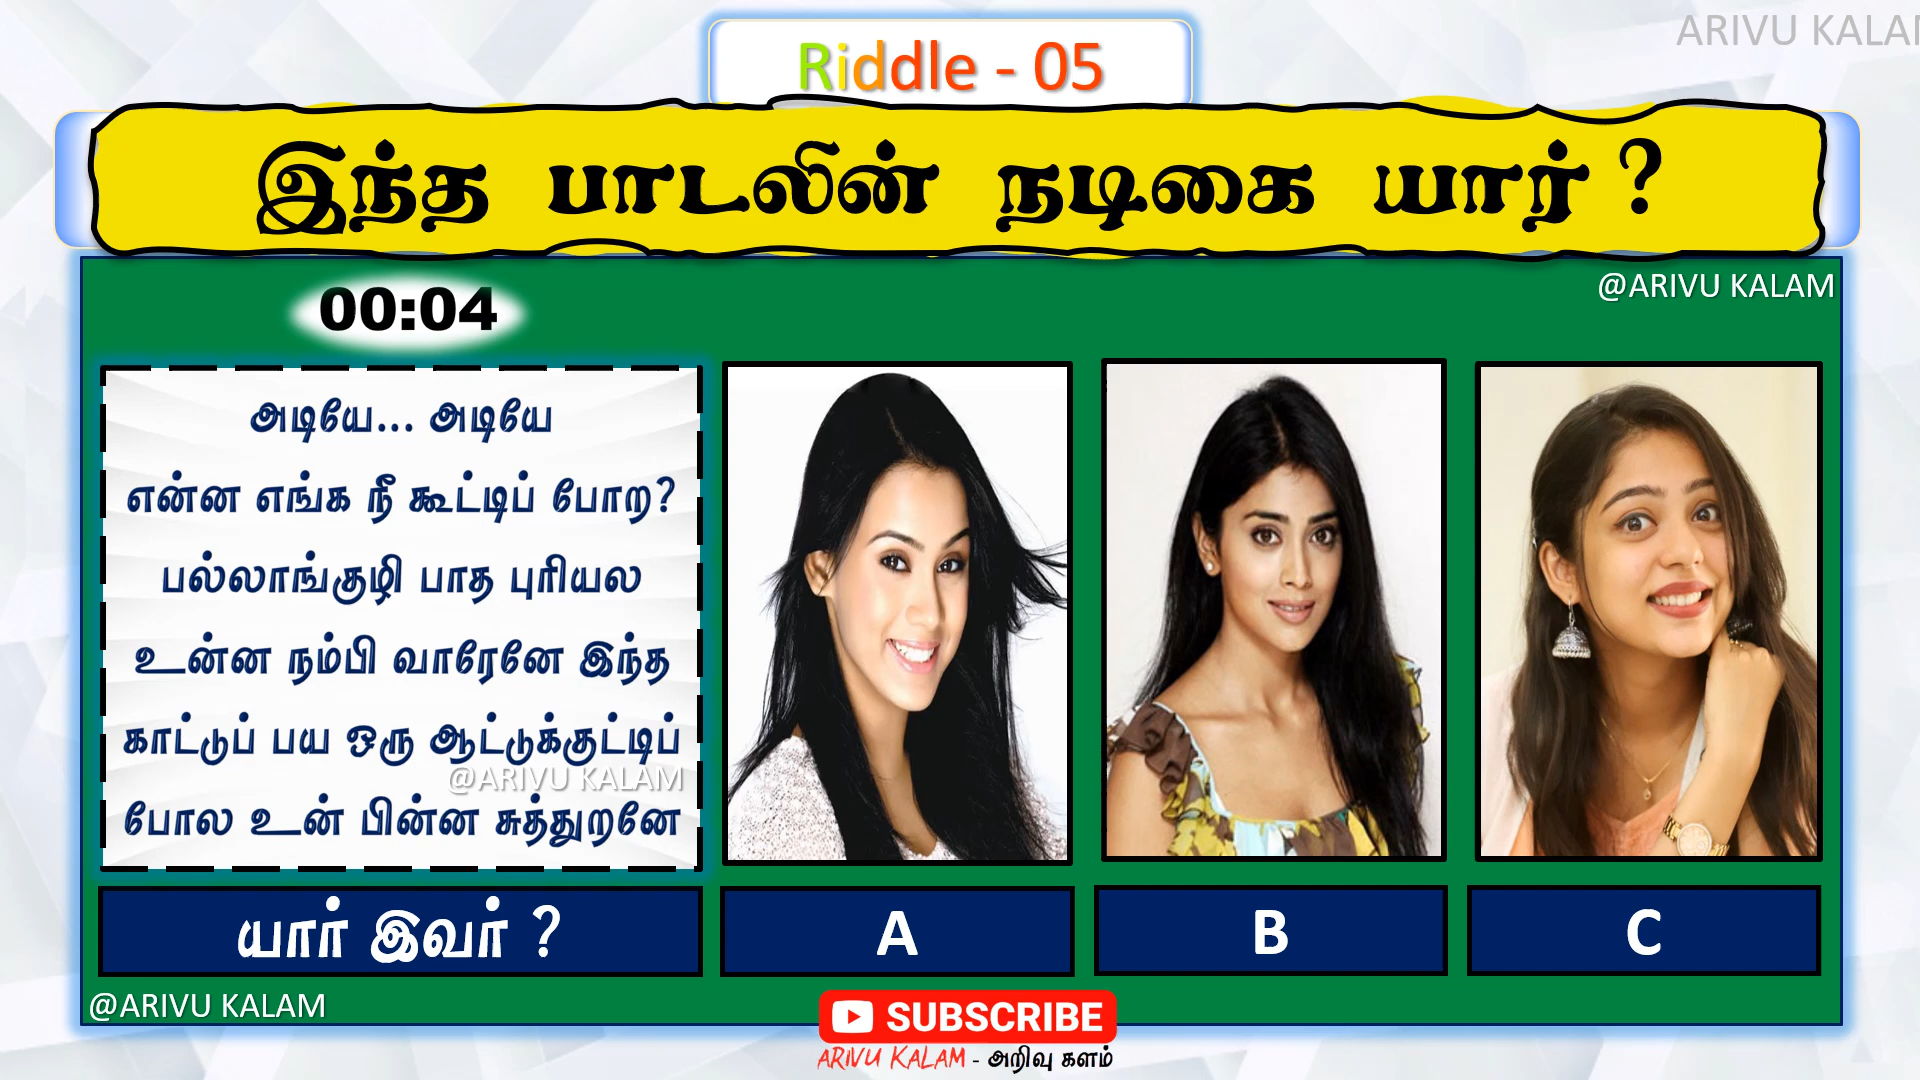 ARIVU KALAM
Riddle - 05
இந்த பாடலின் நடிகை யார் ?
@ARIVU KALAM
00:04
அடியே... அடியே
என்ன எங்க நீ கூட்டிப் போற?
பல்லாங்குழி பாத புரியல
உன்ன நம்பி வாரேனே இந்த
காட்டுப் பய ஒரு ஆட்டுக்குட்டிப்
@ARIVU KALAM
போல உன் பின்ன சுத்துறனே
யார் இவர் ?
A
B
C
@ARIVU KALAM
SUBSCRIBE
ARIVU KALAM - அறிவு களம்